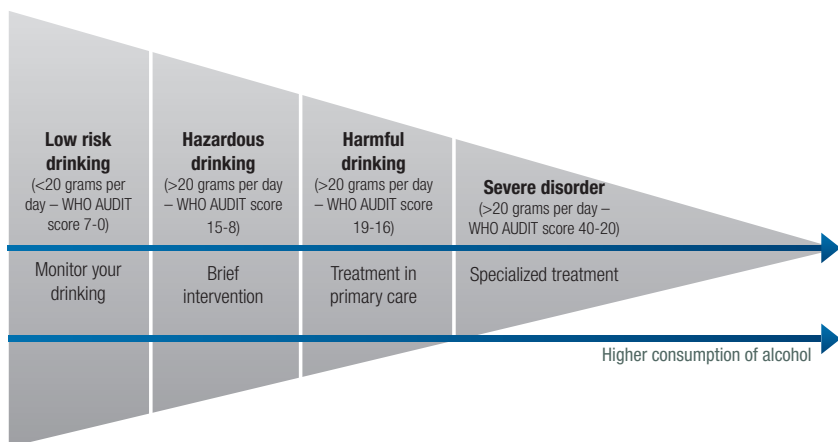 Low risk
drinking
(<20 grams per
day – WHO AUDIT
score 7-0)
Hazardous
drinking
(>20 grams per day
– WHO AUDIT score
15-8)
Harmful
drinking
(>20 grams per day
– WHO AUDIT score
19-16)
Severe disorder
(>20 grams per day –
WHO AUDIT score 40-20)
Monitor your
drinking
Brief
intervention
Treatment in
primary care
Specialized treatment
Higher consumption of alcohol